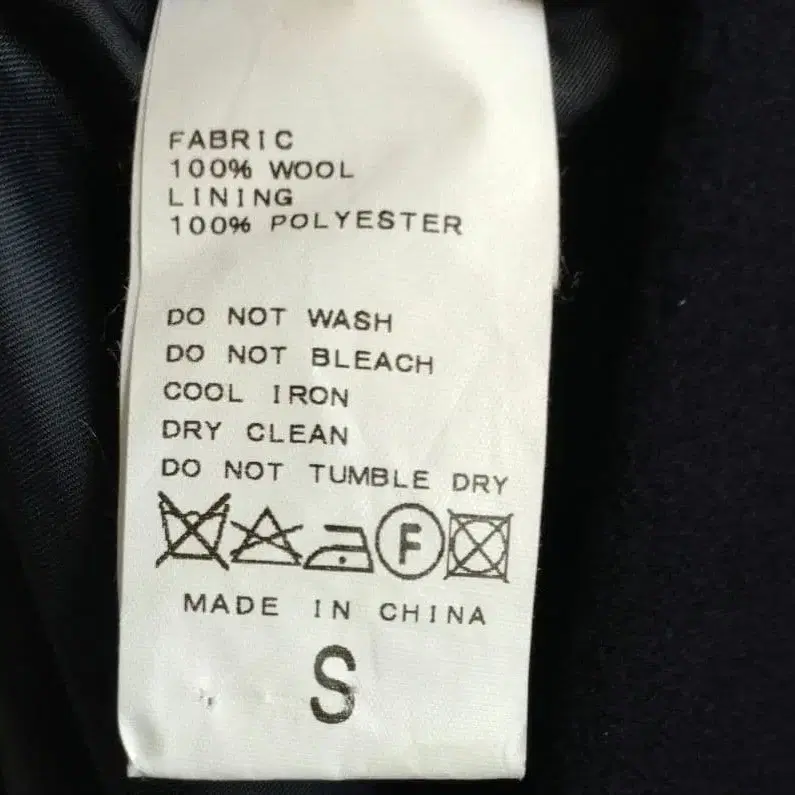 FABRIC
100% WOOL
LINING
100% POLYESTER
DO NOT WASH
DO NOT BLEACH
COOL IRON
DRY CLEAN
DO NOT TUMBLE DRY
F
MADE IN CHINA
S